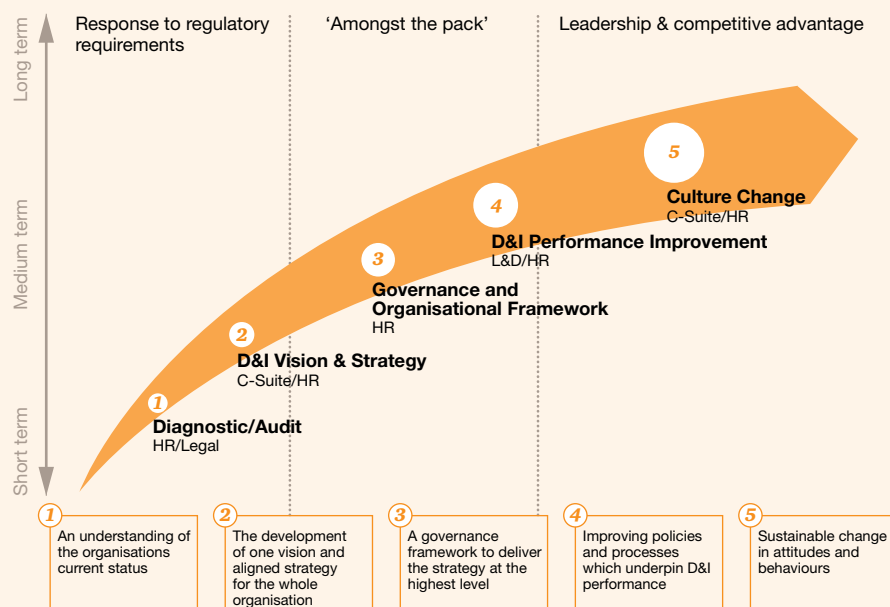 Response to regulatory
requirements
‘Amongst the pack’
Leadership & competitive advantage
Long term
Medium term
Short term
5
Culture Change
C-Suite/HR
4
D&I Performance Improvement
L&D/HR
3
Governance and
Organisational Framework
HR
2
D&I Vision & Strategy
C-Suite/HR
1
Diagnostic/Audit
HR/Legal
1
An understanding of
the organisations
current status
2
The development
of one vision and
aligned strategy
for the whole
organisation
3
A governance
framework to deliver
the strategy at the
highest level
4
Improving policies
and processes
which underpin D&I
performance
5
Sustainable change
in attitudes and
behaviours